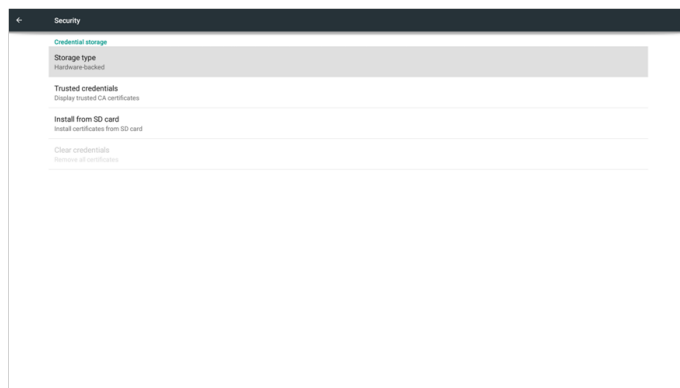 Security
Credential storage
Storage type
Hardware-backed
Trusted credentials
Display trusted CA certificates
Install from SD card
Install certificates from SD card
Clear credentials
Remove all certificates